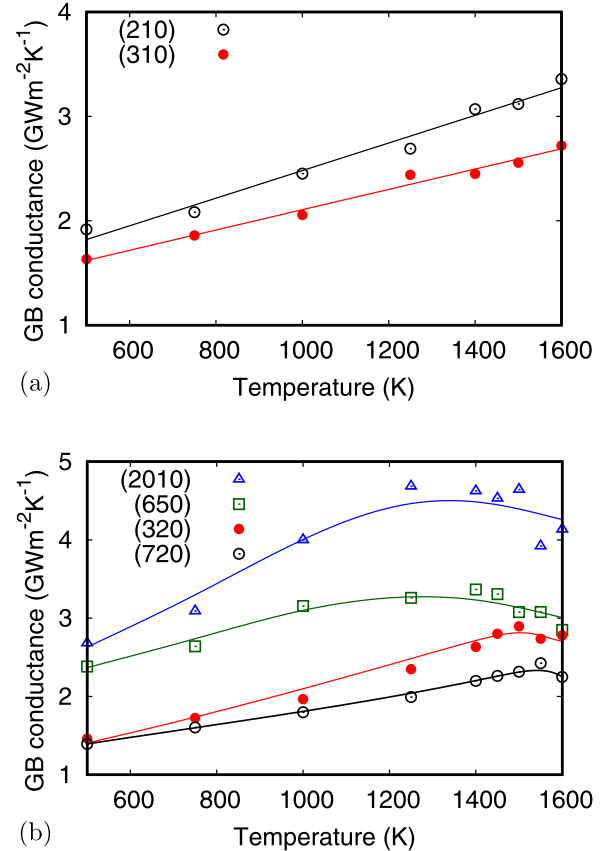 4
3
2
1
GB conductance (GWm⁻²K⁻¹)
(210)
(310)
600 800 1000 1200 1400 1600
Temperature (K)
(a)
5
4
3
2
1
GB conductance (GWm⁻²K⁻¹)
(2010)
(650)
(320)
(720)
600 800 1000 1200 1400 1600
Temperature (K)
(b)